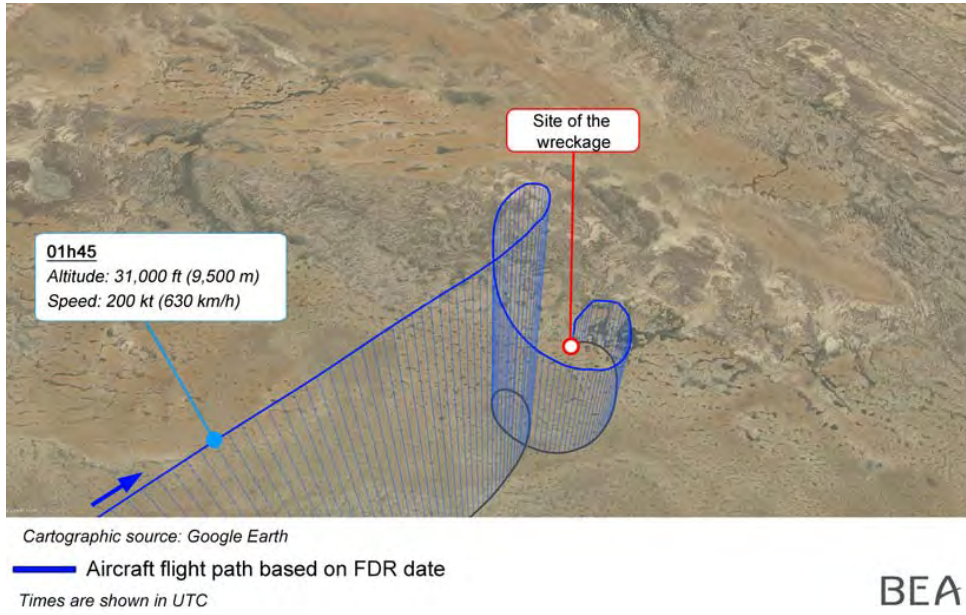 Site of the
wreckage
01h45
Altitude: 31,000 ft (9,500 m)
Speed: 200 kt (630 km/h)
Cartographic source: Google Earth
Aircraft flight path based on FDR date
Times are shown in UTC
BEA